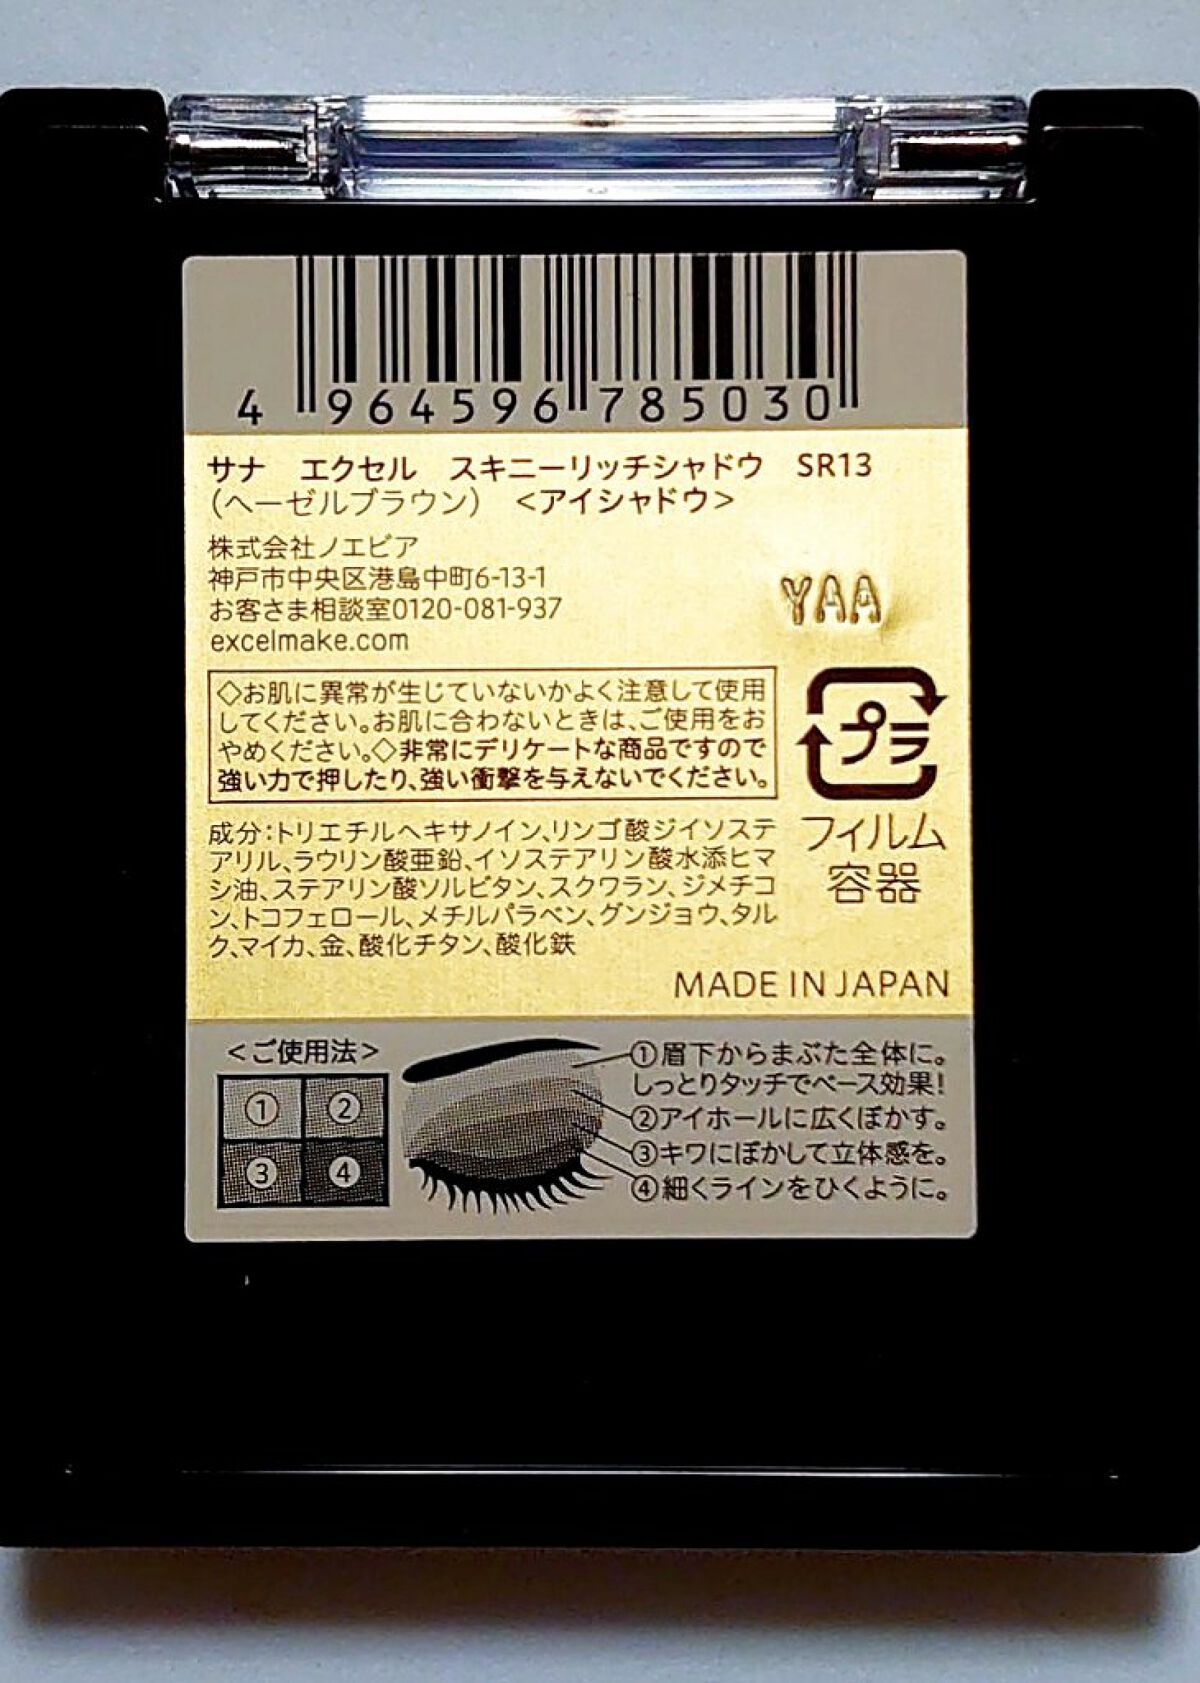 4 964596 785030
サナ エクセル スキニーリッチシャドウ SR13
(ヘーゼルブラウン) <アイシャドウ>
株式会社ノエビア
神戸市中央区港島中町6-13-1
お客さま相談室0120-081-937
excelmake.com
YAA
◇お肌に異常が生じていないかよく注意して使用
してください。お肌に合わないときは、ご使用をお
やめください。◇非常にデリケートな商品ですので
強い力で押したり、強い衝撃を与えないでください。
プラ
フィルム
容器
成分:トリエチルヘキサノイン、リンゴ酸ジイソステ
アリル、ラウリン酸亜鉛、イソステアリン酸水添ヒマ
シ油、ステアリン酸ソルビタン、スクワラン、ジメチコ
ン、トコフェロール、メチルパラベン、グンジョウ、タル
ク、マイカ、金、酸化チタン、酸化鉄
MADE IN JAPAN
<ご使用法>
① ②
③ ④
①眉下からまぶた全体に。
しっとりタッチでベース効果!
②アイホールに広くぼかす。
③キワにぼかして立体感を。
④細くラインをひくように。